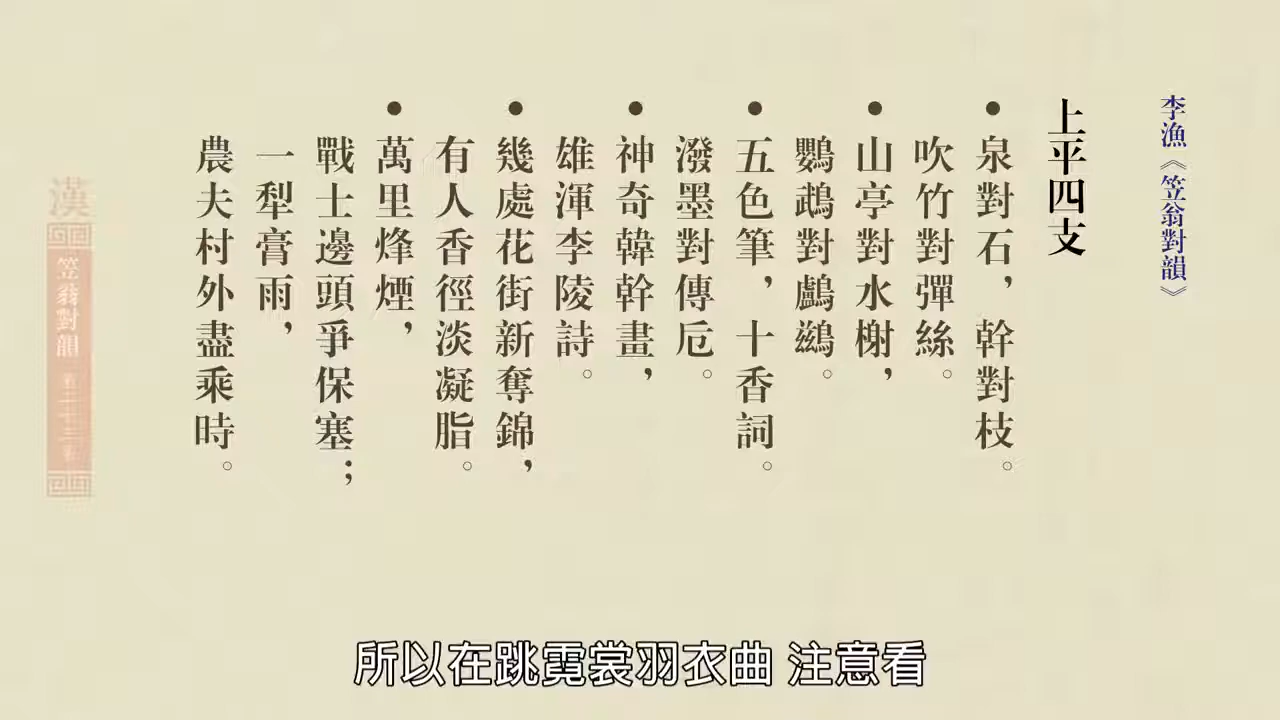 李漁《笠翁對韻》
上平四支
• 泉對石，幹對枝。
吹竹對彈絲。
• 山亭對水榭，
鸚鵡對鸕鷀。
• 五色筆，十香詞。
潑墨對傳卮。
• 神奇韓幹畫，
雄渾李陵詩。
• 幾處花街新奪錦，
有人香徑淡凝脂。
• 萬里烽煙，
戰士邊頭爭保塞；
一犁膏雨，
農夫村外盡乘時。
漢
笠翁對韻
所以在跳霓裳羽衣曲 注意看